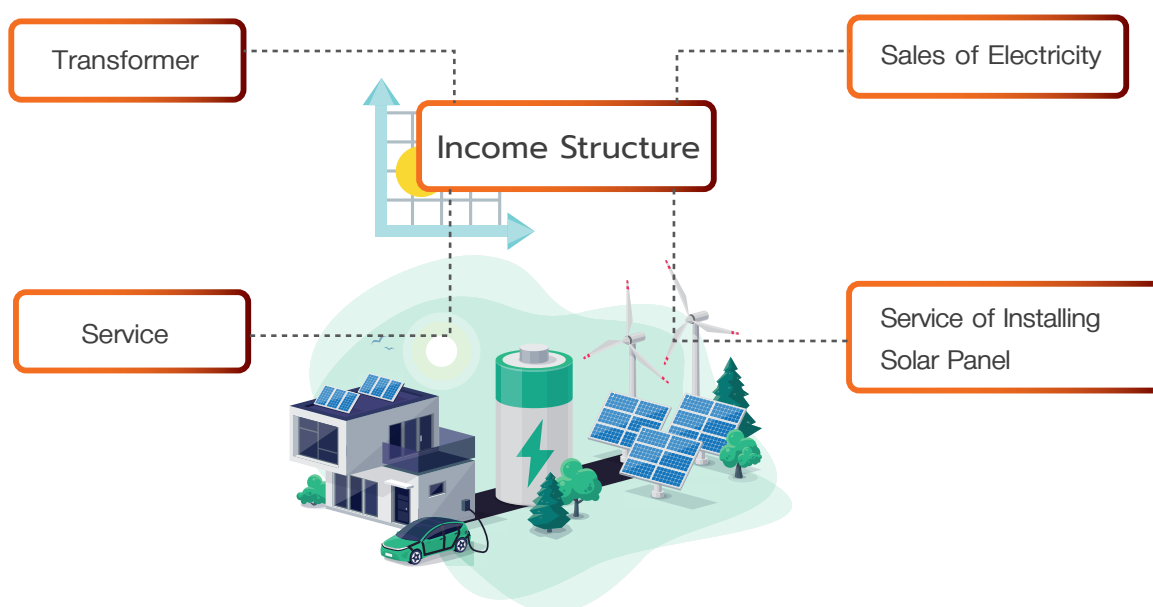 Transformer
Sales of Electricity
Income Structure
Service
Service of Installing
Solar Panel